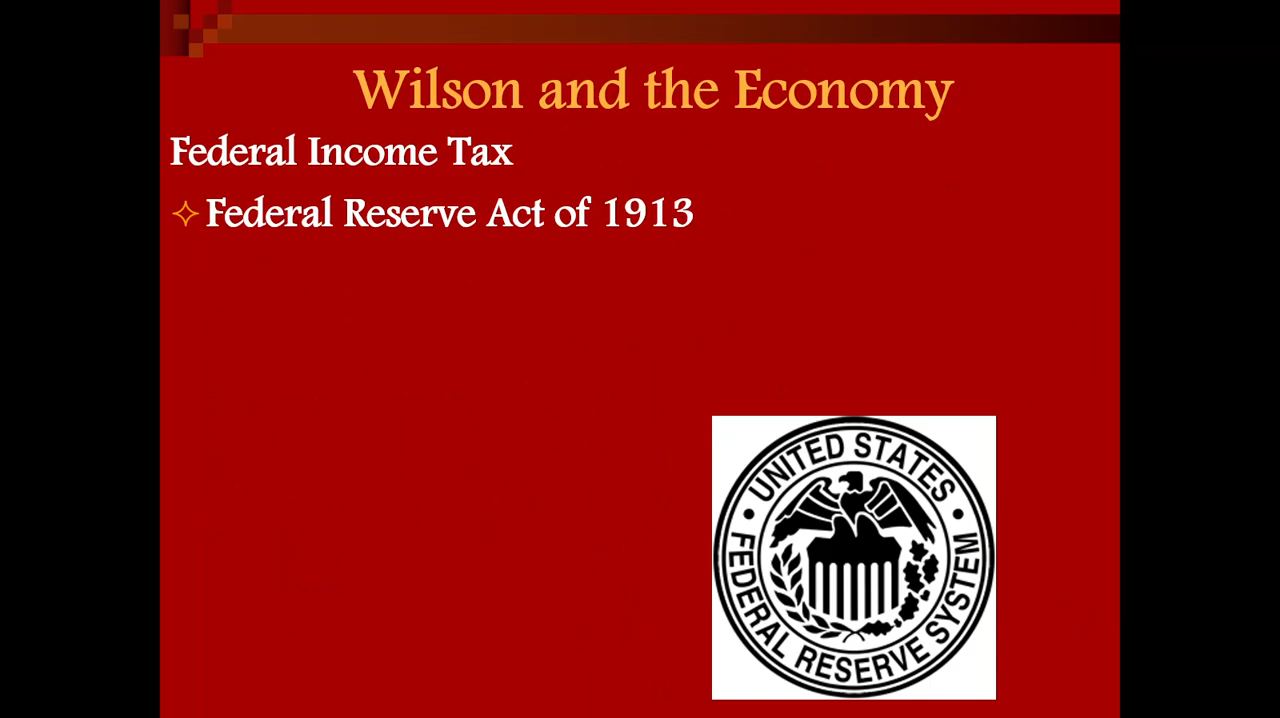 Wilson and the Economy
Federal Income Tax
Federal Reserve Act of 1913
UNITED STATES
FEDERAL RESERVE SYSTEM